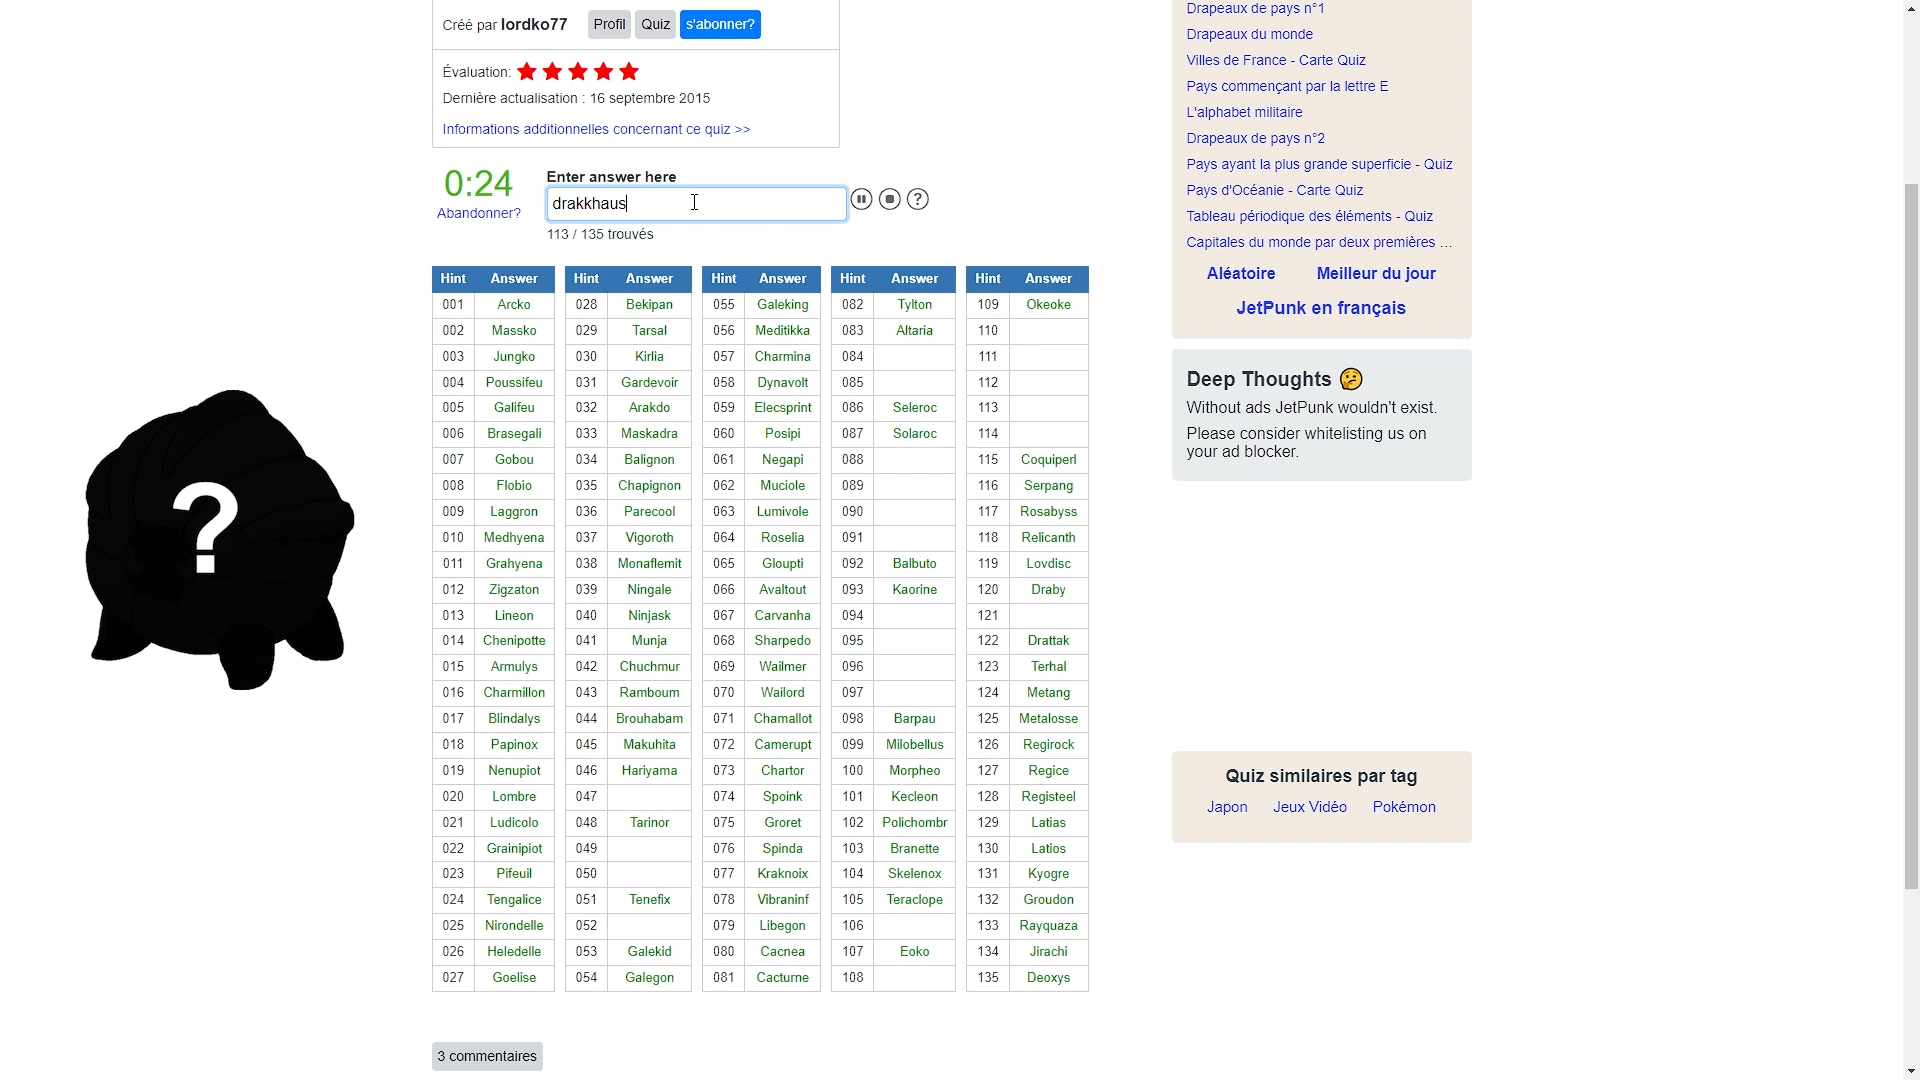 Créé par lordko77 Profil Quiz s'abonner?
Évaluation:
Dernière actualisation : 16 septembre 2015
Informations additionnelles concernant ce quiz >>
0:24
Abandonner?
Enter answer here
drakkhaus
113 / 135 trouvés
?
Hint Answer Hint Answer Hint Answer Hint Answer Hint Answer
001 Arcko 028 Bekipan 055 Galeking 082 Tylton 109 Okeoke
002 Massko 029 Tarsal 056 Meditikka 083 Altaria 110
003 Jungko 030 Kirlia 057 Charmina 084 111
004 Poussifeu 031 Gardevoir 058 Dynavolt 085 112
005 Galifeu 032 Arakdo 059 Elecsprint 086 Seleroc 113
006 Brasegali 033 Maskadra 060 Posipi 087 Solaroc 114
007 Gobou 034 Balignon 061 Negapi 088 115 Coquiperl
008 Flobio 035 Chapignon 062 Muciole 089 116 Serpang
009 Laggron 036 Parecool 063 Lumivole 090 117 Rosabyss
010 Medhyena 037 Vigoroth 064 Roselia 091 118 Relicanth
011 Grahyena 038 Monaflemit 065 Gloupti 092 Balbuto 119 Lovdisc
012 Zigzaton 039 Ningale 066 Avaltout 093 Kaorine 120 Draby
013 Lineon 040 Ninjask 067 Carvanha 094 121
014 Chenipotte 041 Munja 068 Sharpedo 095 122 Drattak
015 Armulys 042 Chuchmur 069 Wailmer 096 123 Terhal
016 Charmillon 043 Ramboum 070 Wailord 097 124 Metang
017 Blindalys 044 Brouhabam 071 Chamallot 098 Barpau 125 Metalosse
018 Papinox 045 Makuhita 072 Camerupt 099 Milobellus 126 Regirock
019 Nenupiot 046 Hariyama 073 Chartor 100 Morpheo 127 Regice
020 Lombre 047 074 Spoink 101 Kecleon 128 Registeel
021 Ludicolo 048 Tarinor 075 Groret 102 Polichombr 129 Latias
022 Grainipiot 049 076 Spinda 103 Branette 130 Latios
023 Pifeuil 050 077 Kraknoix 104 Skelenox 131 Kyogre
024 Tengalice 051 Tenefix 078 Vibraninf 105 Teraclope 132 Groudon
025 Nirondelle 052 079 Libegon 106 133 Rayquaza
026 Heledelle 053 Galekid 080 Cacnea 107 Eoko 134 Jirachi
027 Goelise 054 Galegon 081 Cacturne 108 135 Deoxys
3 commentaires
Drapeaux de pays n°1
Drapeaux du monde
Villes de France - Carte Quiz
Pays commençant par la lettre E
L'alphabet militaire
Drapeaux de pays n°2
Pays ayant la plus grande superficie - Quiz
Pays d'Océanie - Carte Quiz
Tableau périodique des éléments - Quiz
Capitales du monde par deux premières ...
Aléatoire Meilleur du jour
JetPunk en français
Deep Thoughts
Without ads JetPunk wouldn't exist.
Please consider whitelisting us on
your ad blocker.
Quiz similaires par tag
Japon Jeux Vidéo Pokémon